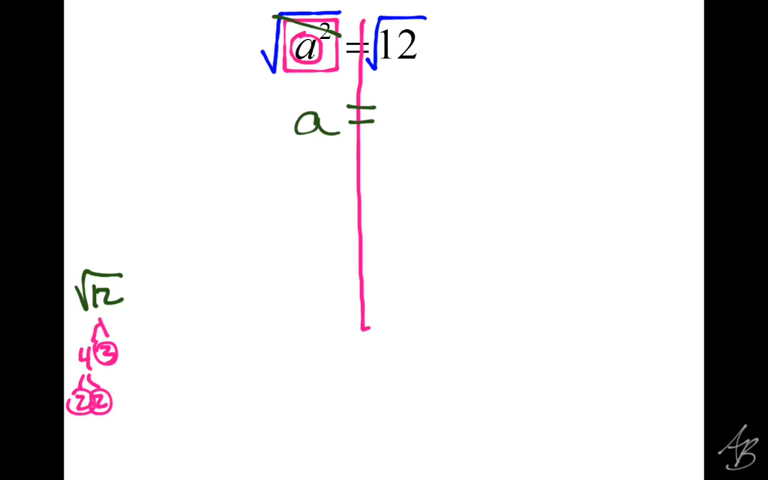 √a² = √12
a =
√12
4 3
2 2
AB